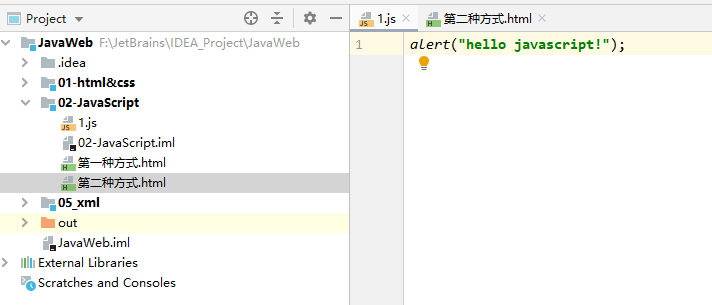 Project
JavaWeb F:\JetBrains\IDEA_Project\JavaWeb
.idea
01-html&css
02-JavaScript
1.js
02-JavaScript.iml
第一种方式.html
第二种方式.html
05_xml
out
JavaWeb.iml
External Libraries
Scratches and Consoles
1.js
第二种方式.html
1 alert("hello javascript!");